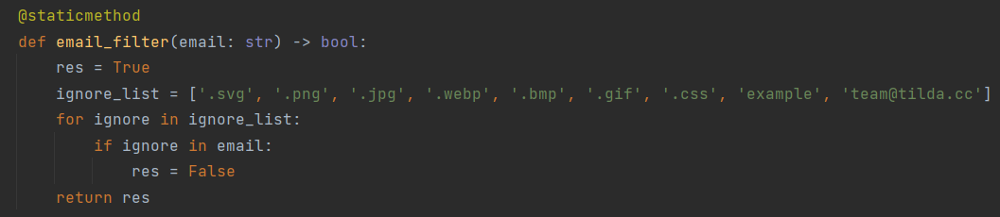 @staticmethod
def email_filter(email: str) -> bool:
    res = True
    ignore_list = ['.svg', '.png', '.jpg', '.webp', '.bmp', '.gif', '.css', 'example', 'team@tilda.cc']
    for ignore in ignore_list:
        if ignore in email:
            res = False
    return res